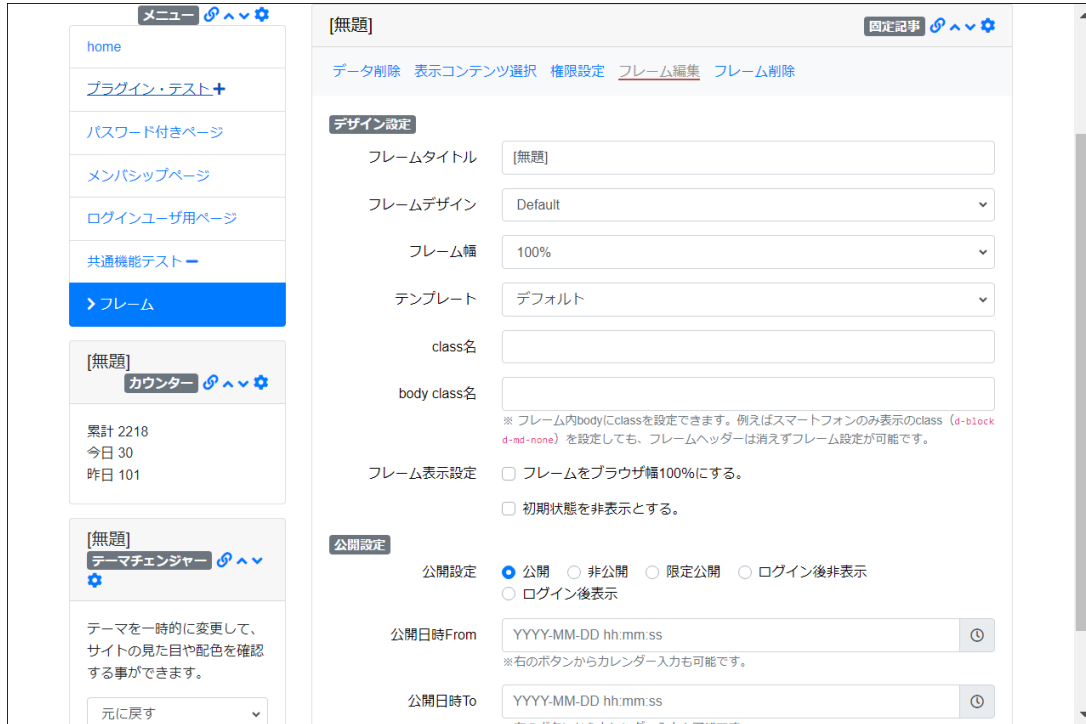 メニュー
home
プラグイン・テスト
パスワード付きページ
メンバシップページ
ログインユーザ用ページ
共通機能テスト
フレーム
[無題]
カウンター
累計 2218
今日 30
昨日 101
[無題]
テーマチェンジャー
テーマを一時的に変更して、
サイトの見た目や配色を確認
する事ができます。
元に戻す
[無題] 固定記事
データ削除 表示コンテンツ選択 権限設定 フレーム編集 フレーム削除
デザイン設定
フレームタイトル [無題]
フレームデザイン Default
フレーム幅 100%
テンプレート デフォルト
class名
body class名
※ フレーム内bodyにclassを設定できます。例えばスマートフォンのみ表示のclass（d-block
d-md-none）を設定しても、フレームヘッダーは消えずフレーム設定が可能です。
フレーム表示設定 フレームをブラウザ幅100%にする。
初期状態を非表示とする。
公開設定
公開設定 公開 非公開 限定公開 ログイン後非表示
ログイン後表示
公開日時From YYYY-MM-DD hh:mm:ss
※右のボタンからカレンダー入力も可能です。
公開日時To YYYY-MM-DD hh:mm:ss